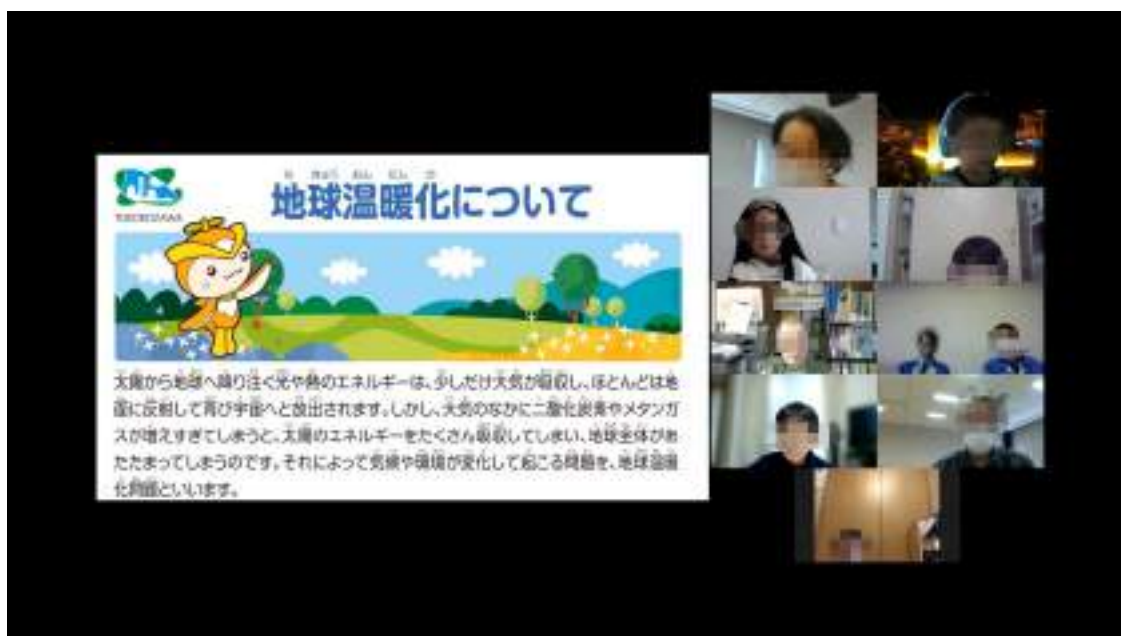 地球温暖化について
太陽から地球へ降り注ぐ光や熱のエネルギーは、少しだけ大気が吸収し、ほとんどは地
面に反射して再び宇宙へと放出されます。しかし、大気のなかに二酸化炭素やメタンガ
スが増えすぎてしまうと、太陽のエネルギーをたくさん吸収してしまい、地球全体があ
たたまってしまうのです。それによって気候や環境が変化して起こる問題を、地球温暖
化問題といいます。